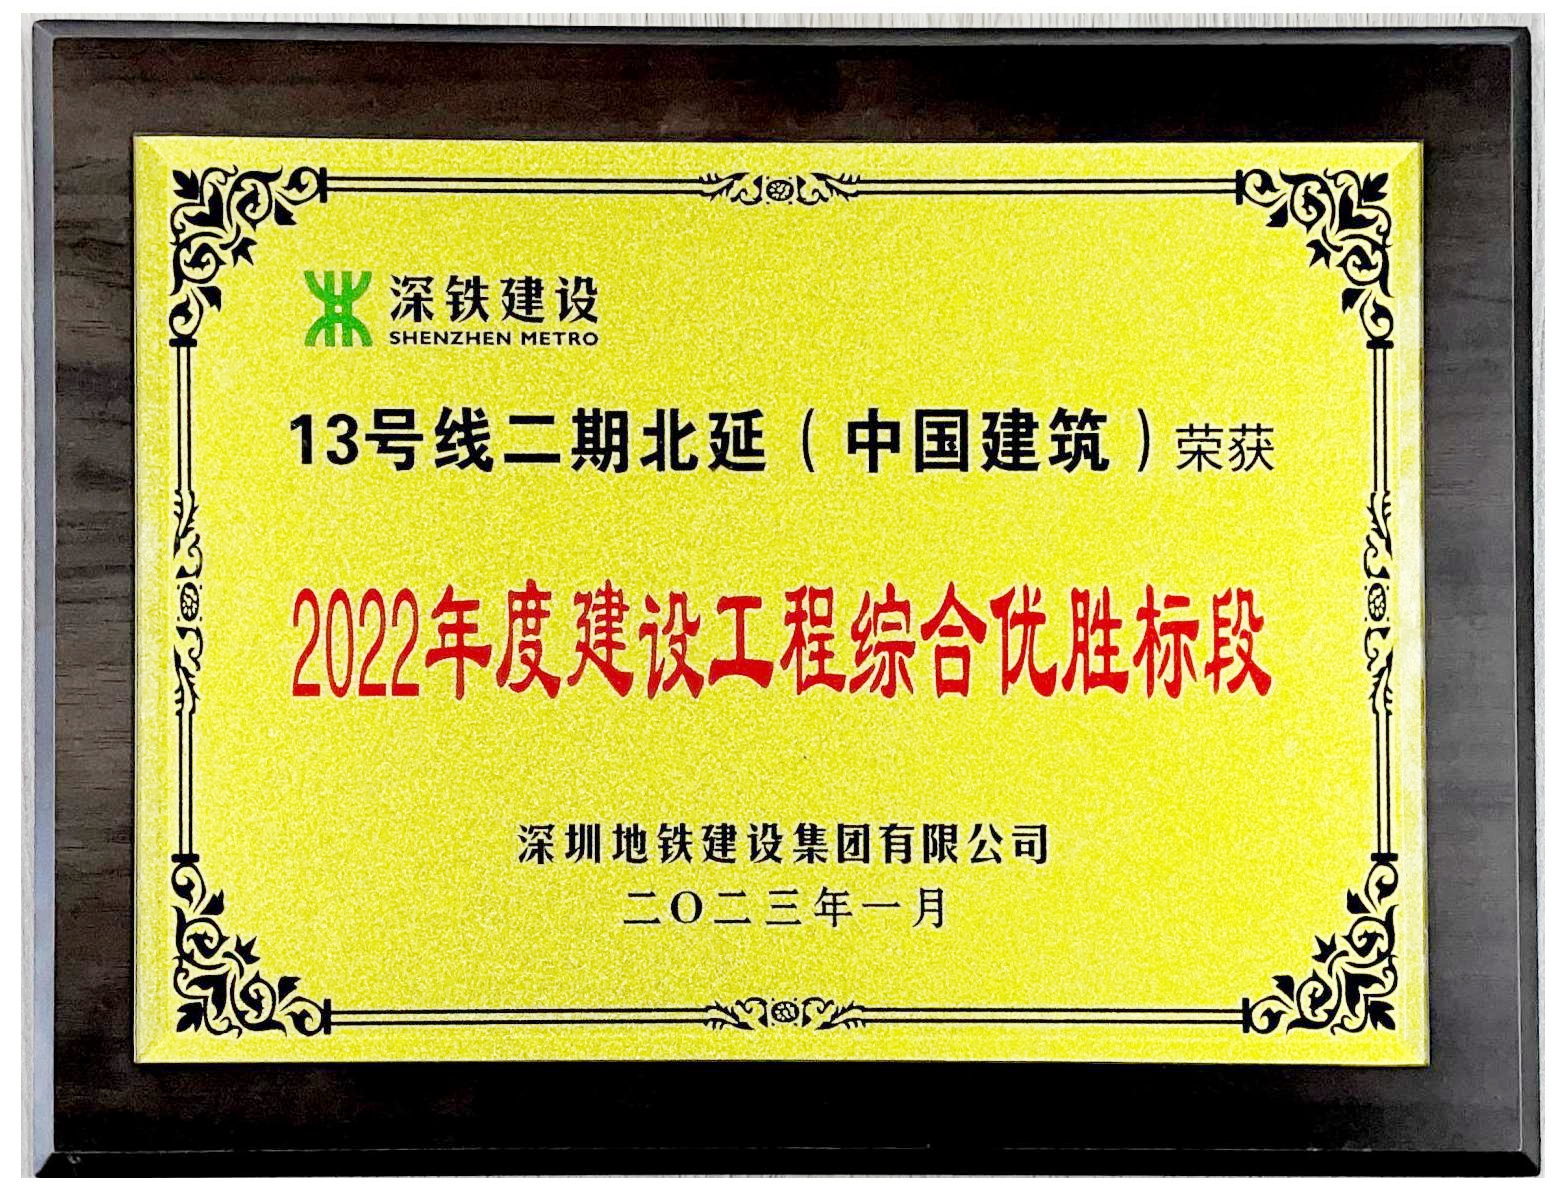 深铁建设
SHENZHEN METRO
13号线二期北延（中国建筑）荣获
2022年度建设工程综合优胜标段
深圳地铁建设集团有限公司
二〇二三年一月